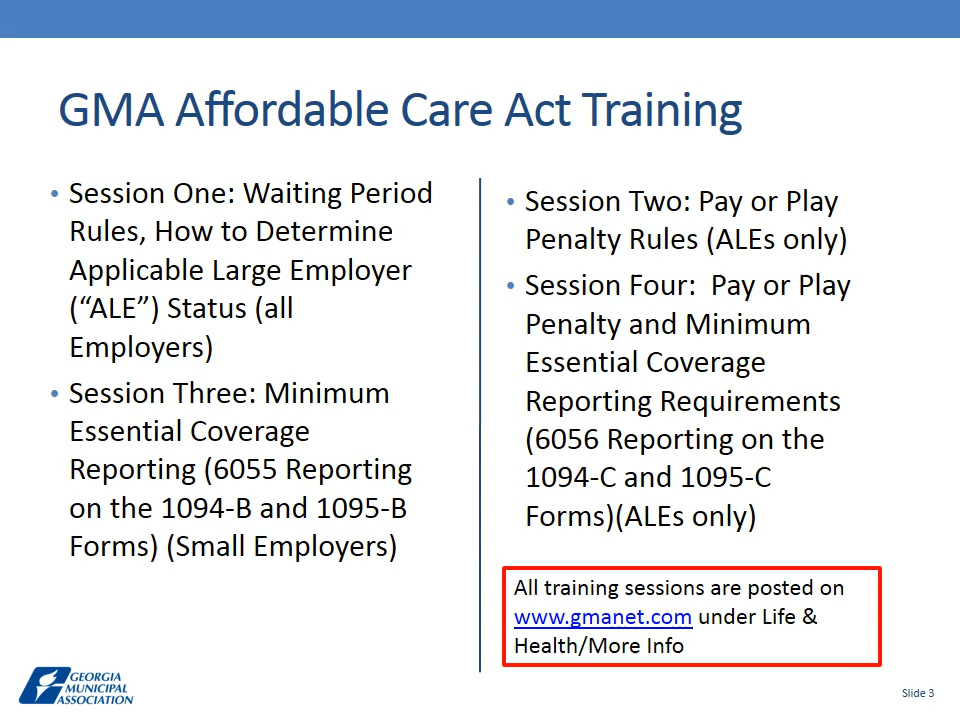 GMA Affordable Care Act Training
• Session One: Waiting Period
Rules, How to Determine
Applicable Large Employer
(“ALE”) Status (all
Employers)
• Session Three: Minimum
Essential Coverage
Reporting (6055 Reporting
on the 1094-B and 1095-B
Forms) (Small Employers)
• Session Two: Pay or Play
Penalty Rules (ALEs only)
• Session Four:  Pay or Play
Penalty and Minimum
Essential Coverage
Reporting Requirements
(6056 Reporting on the
1094-C and 1095-C
Forms)(ALEs only)
All training sessions are posted on
www.gmanet.com under Life &
Health/More Info
GEORGIA
MUNICIPAL
ASSOCIATION
Slide 3